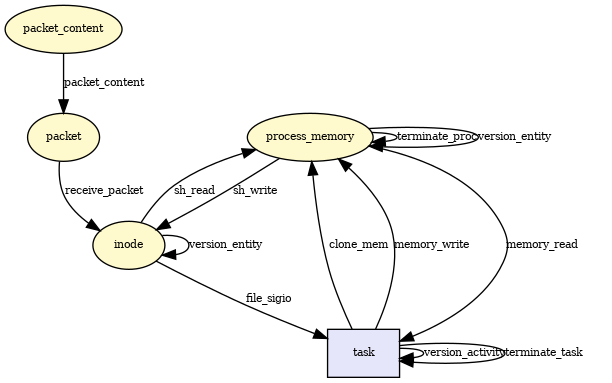 packet_content
packet_content
packet
process_memory
terminate_proc
version_entity
receive_packet
sh_read
sh_write
inode
version_entity
clone_mem
memory_write
memory_read
file_sigio
task
version_activity
terminate_task